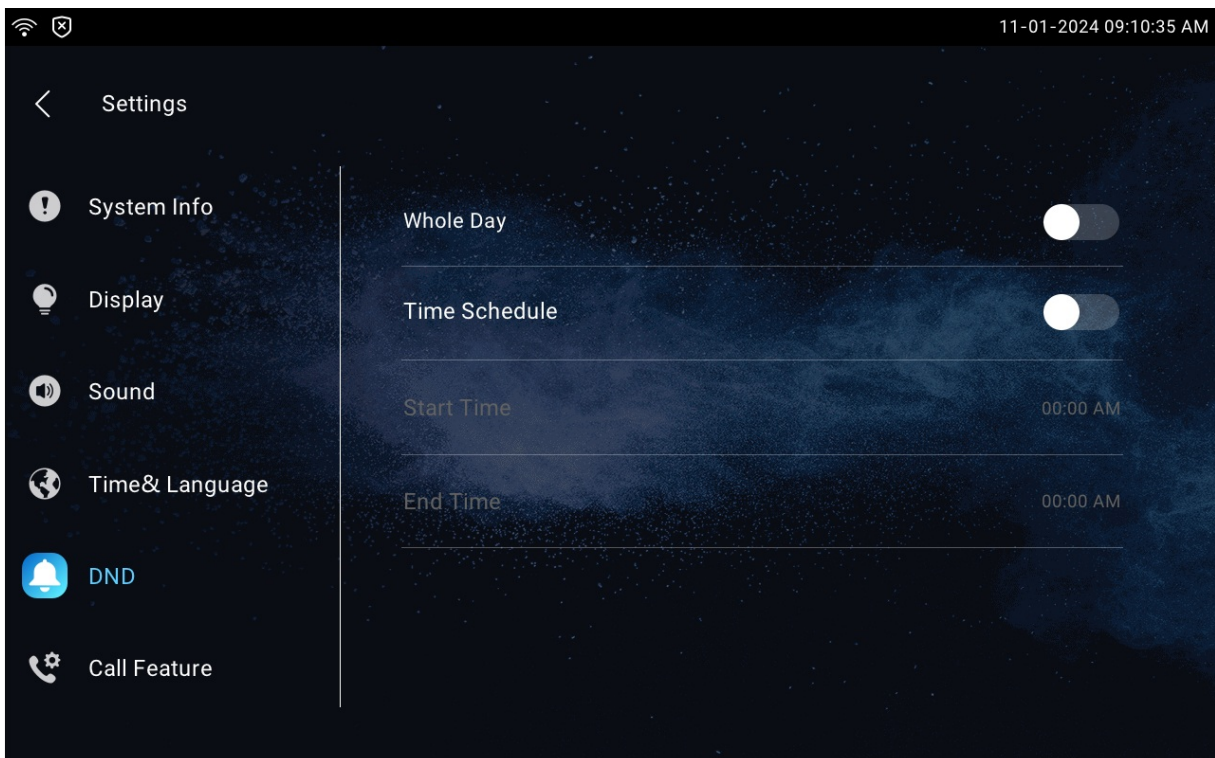 11-01-2024 09:10:35 AM
Settings
System Info
Display
Sound
Time& Language
DND
Call Feature
Whole Day
Time Schedule
Start Time 00:00 AM
End Time 00:00 AM